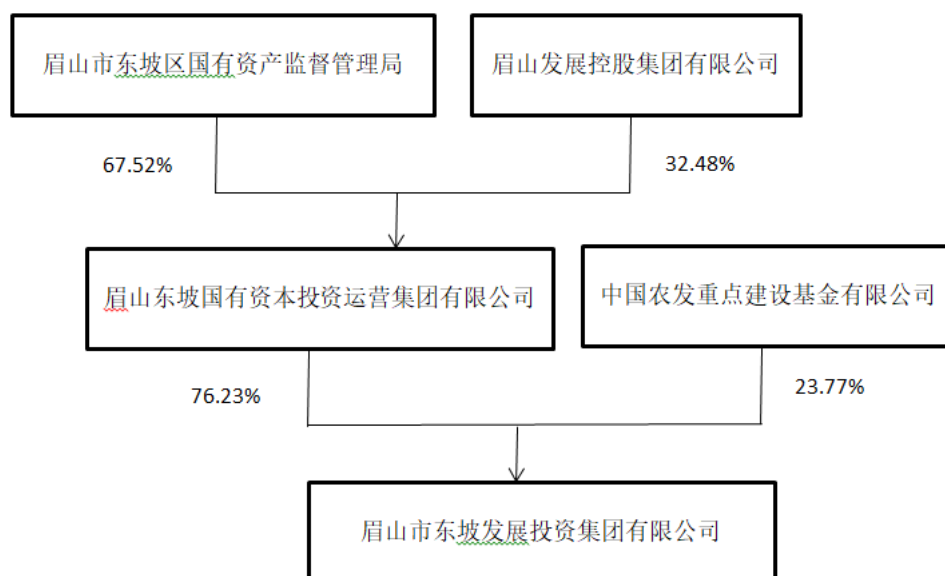 眉山市东坡区国有资产监督管理局
眉山发展控股集团有限公司
67.52%
32.48%
眉山东坡国有资本投资运营集团有限公司
中国农发重点建设基金有限公司
76.23%
23.77%
眉山市东坡发展投资集团有限公司